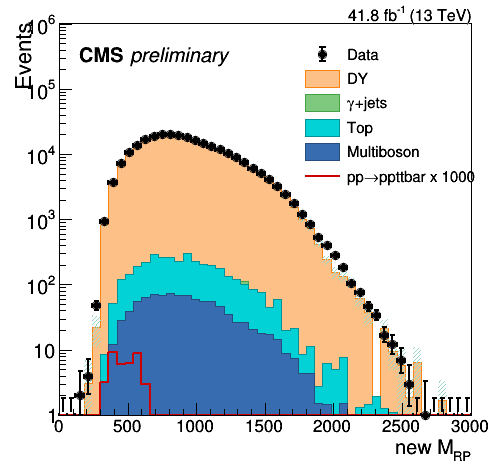 41.8 fb⁻¹ (13 TeV)
Events
10⁶
10⁵
10⁴
10³
10²
10
1
CMS preliminary
Data
DY
γ+jets
Top
Multiboson
pp→ppttbar x 1000
0 500 1000 1500 2000 2500 3000
new M_RP